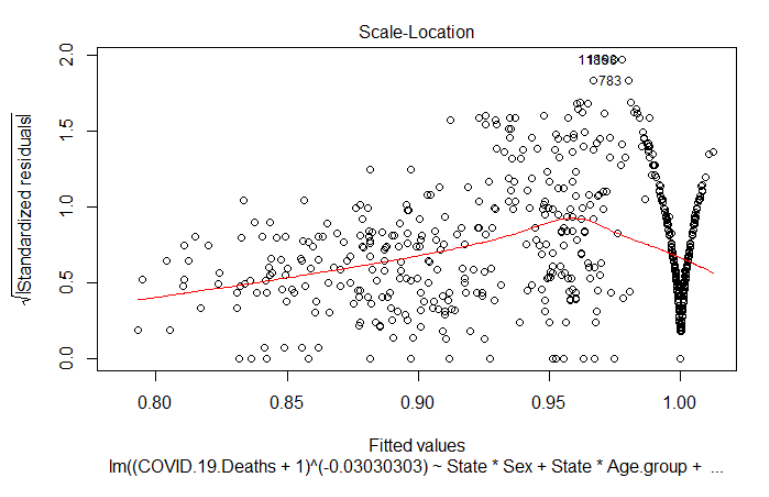 Scale-Location
√|Standardized residuals|
2.0
1.5
1.0
0.5
0.0
783
0.80 0.85 0.90 0.95 1.00
Fitted values
lm((COVID.19.Deaths + 1)^(-0.03030303) ~ State * Sex + State * Age.group + ...